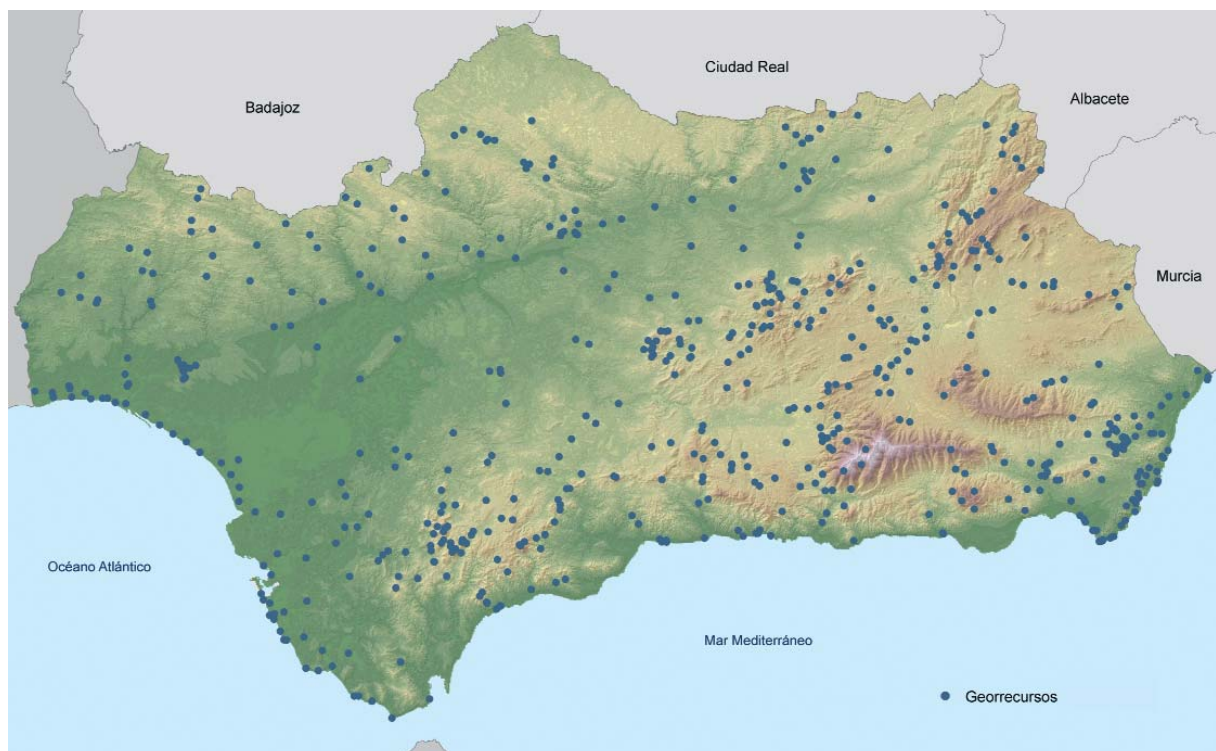 Ciudad Real
Badajoz
Albacete
Murcia
Océano Atlántico
Mar Mediterráneo
Georrecursos